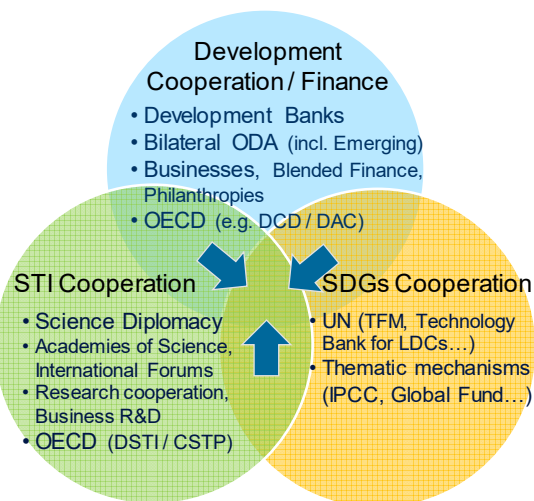 Development
Cooperation / Finance
• Development Banks
• Bilateral ODA (incl. Emerging)
• Businesses, Blended Finance,
Philanthropies
• OECD (e.g. DCD / DAC)
STI Cooperation
• Science Diplomacy
• Academies of Science,
International Forums
• Research cooperation,
Business R&D
• OECD (DSTI / CSTP)
SDGs Cooperation
• UN (TFM, Technology
Bank for LDCs…)
• Thematic mechanisms
(IPCC, Global Fund…)